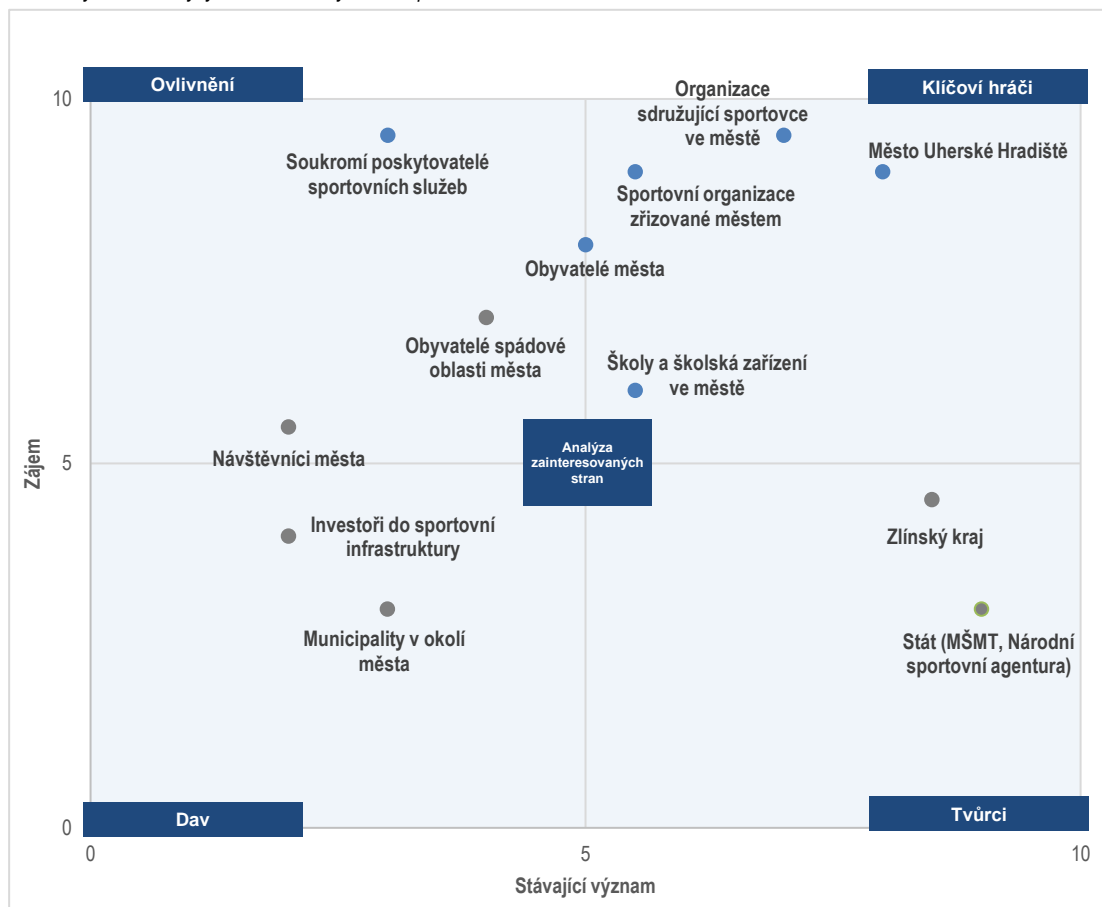 Ovlivnění
Klíčoví hráči
10
Organizace
sdružující sportovce
ve městě
Město Uherské Hradiště
Soukromí poskytovatelé
sportovních služeb
Sportovní organizace
zřizované městem
Obyvatelé města
Obyvatelé spádové
oblasti města
Školy a školská zařízení
ve městě
Návštěvníci města
Analýza
zainteresovaných
stran
5
Zájem
Investoři do sportovní
infrastruktury
Zlínský kraj
Municipality v okolí
města
Stát (MŠMT, Národní
sportovní agentura)
Dav
Tvůrci
0
0
5
10
Stávající význam